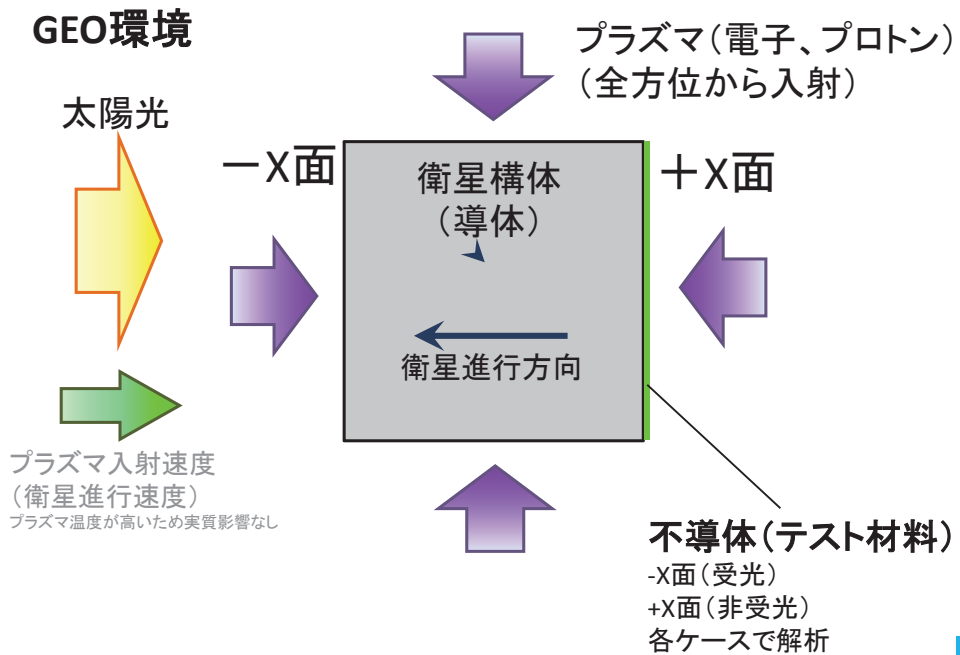 GEO環境
プラズマ(電子、プロトン)
(全方位から入射)
太陽光
－X面
衛星構体
(導体)
＋X面
衛星進行方向
プラズマ入射速度
(衛星進行速度)
プラズマ温度が高いため実質影響なし
不導体(テスト材料)
-X面(受光)
+X面(非受光)
各ケースで解析